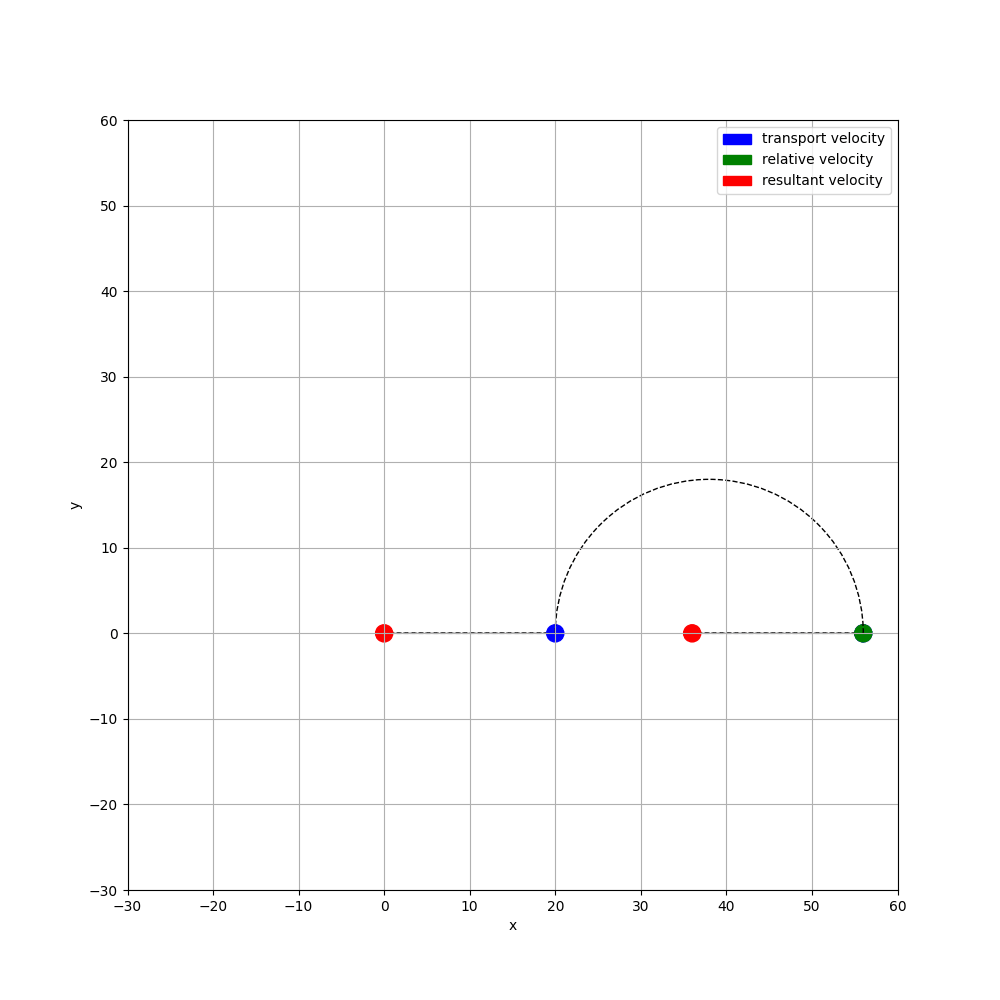 60
50
40
30
20
10
0
−10
−20
−30
−30 −20 −10 0 10 20 30 40 50 60
x
y
transport velocity
relative velocity
resultant velocity